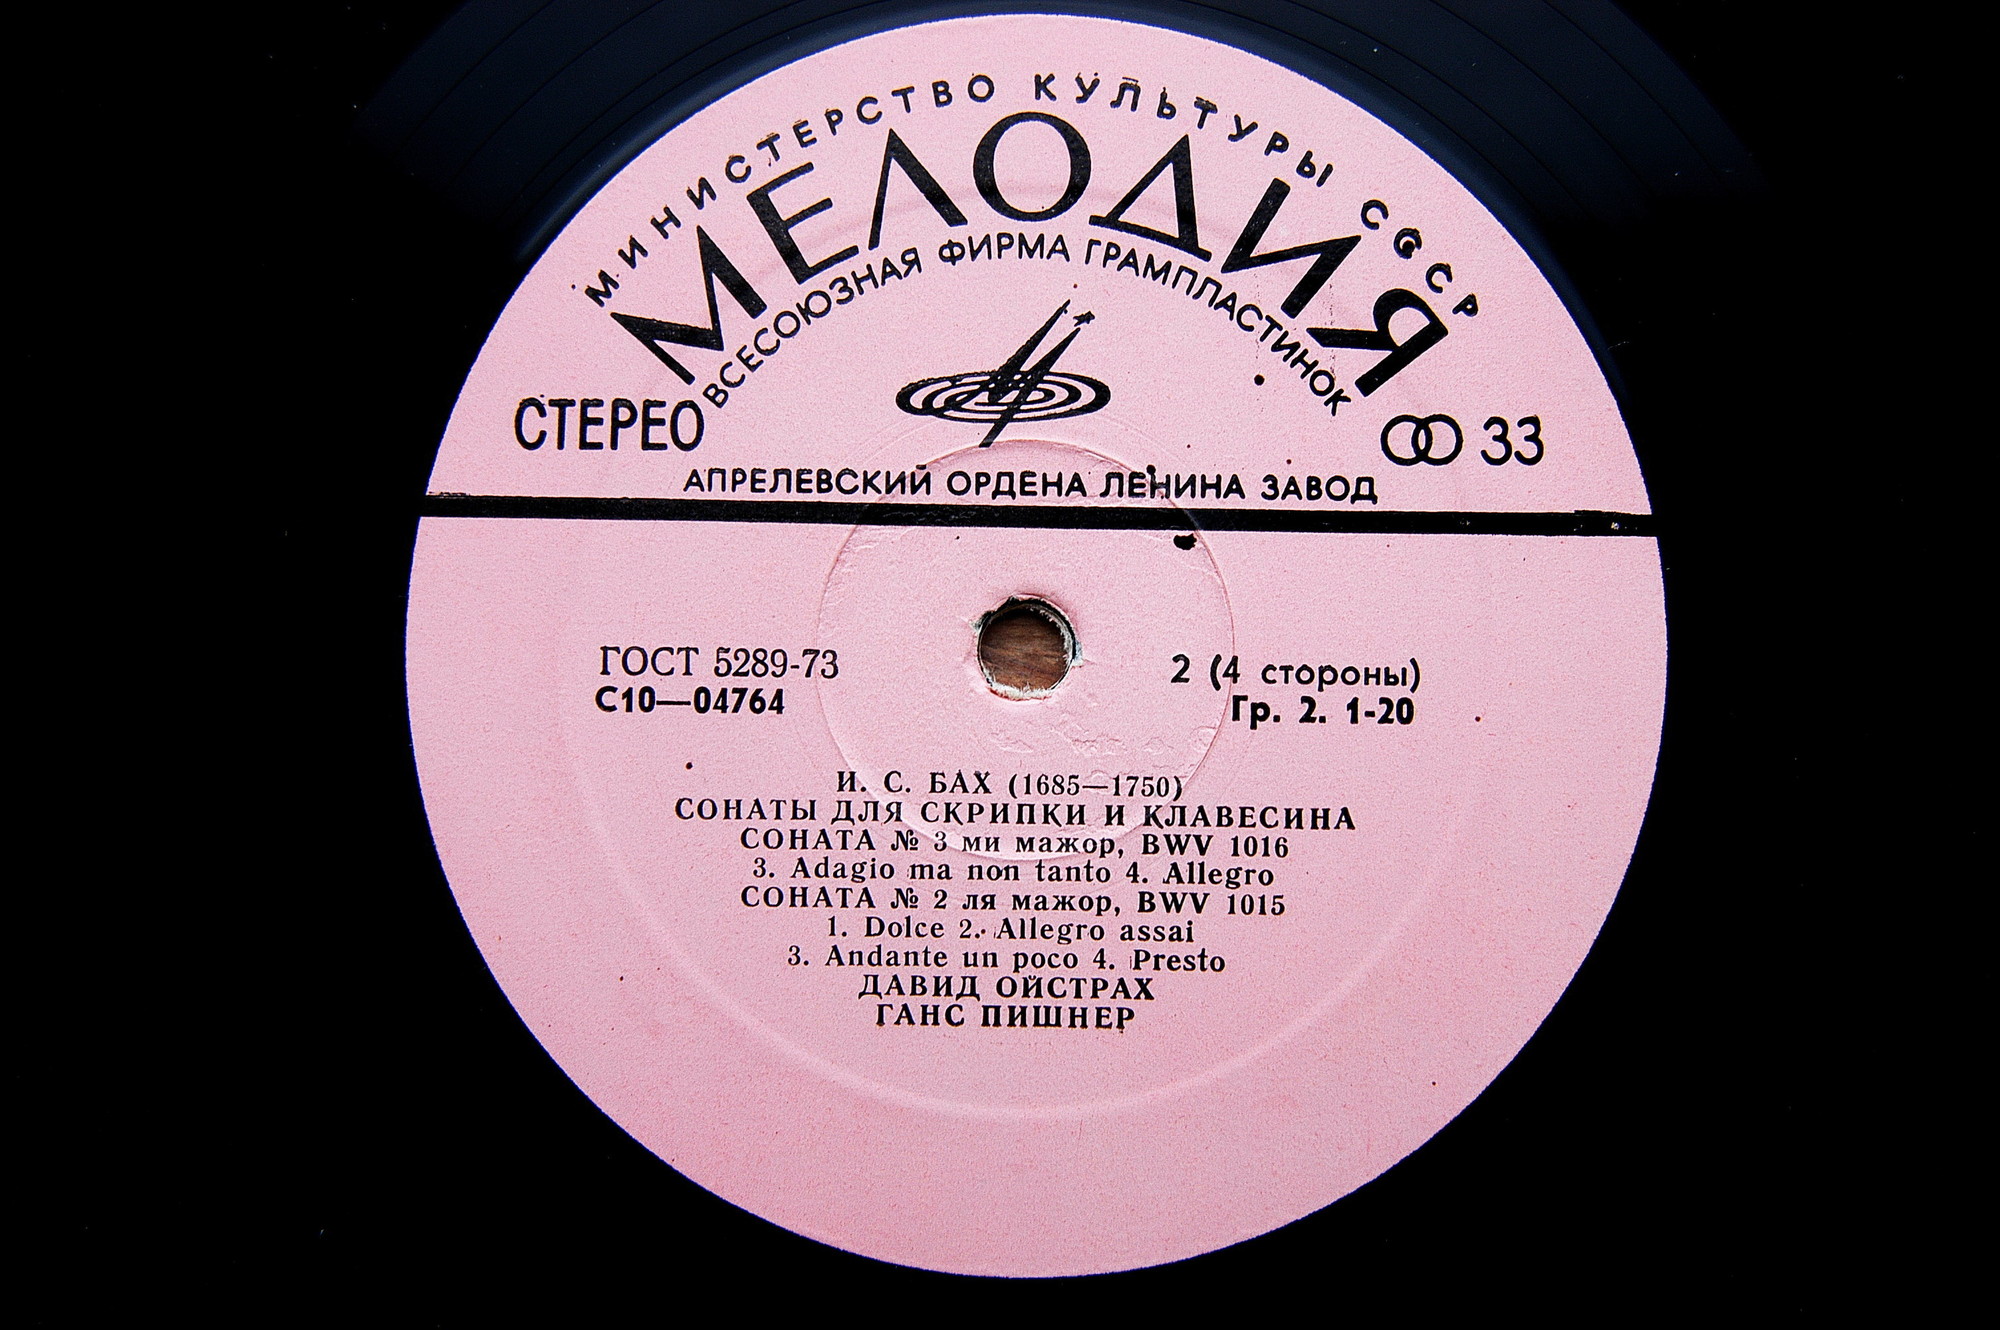 МИНИСТЕРСТВО КУЛЬТУРЫ СССР
МЕЛОДИЯ
ВСЕСОЮЗНАЯ ФИРМА ГРАМПЛАСТИНОК
СТЕРЕО
33
АПРЕЛЕВСКИЙ ОРДЕНА ЛЕНИНА ЗАВОД
ГОСТ 5289-73
С10—04764
2 (4 стороны)
Гр. 2. 1-20
И. С. БАХ (1685—1750)
СОНАТЫ ДЛЯ СКРИПКИ И КЛАВЕСИНА
СОНАТА № 3 ми мажор, BWV 1016
3. Adagio ma non tanto 4. Allegro
СОНАТА № 2 ля мажор, BWV 1015
1. Dolce 2. Allegro assai
3. Andante un poco 4. Presto
ДАВИД ОЙСТРАХ
ГАНС ПИШНЕР